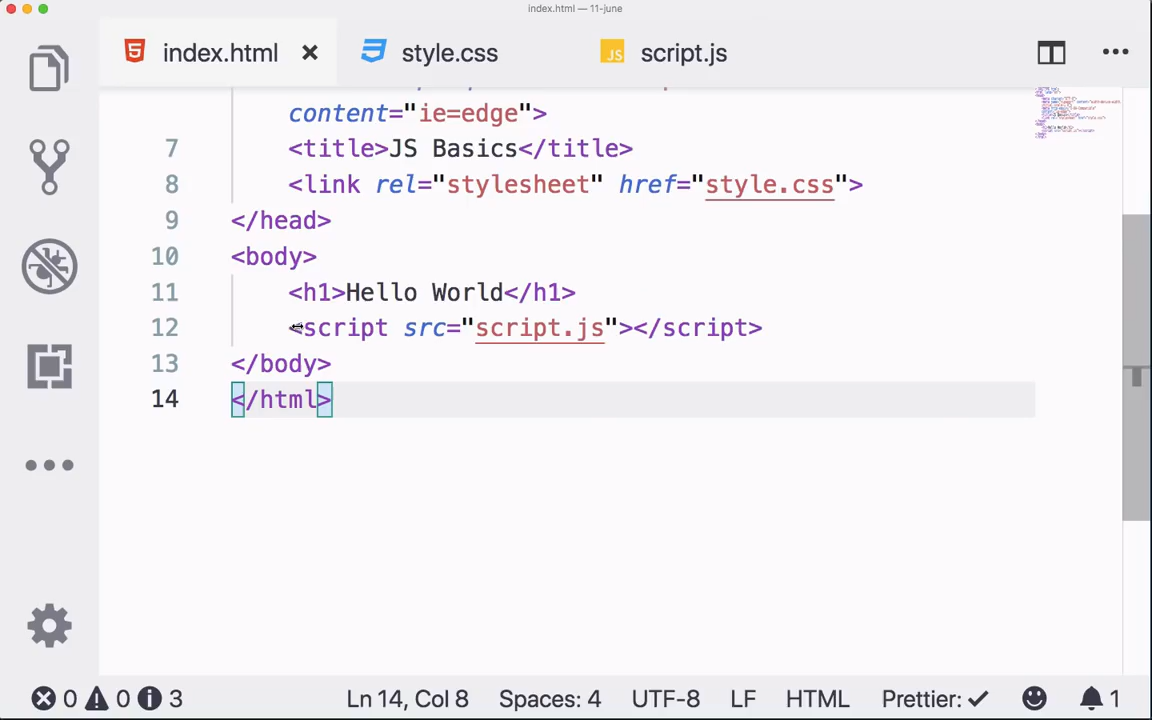 index.html — 11-june
index.html style.css JS script.js
content="ie=edge">
7 <title>JS Basics</title>
8 <link rel="stylesheet" href="style.css">
9 </head>
10 <body>
11 <h1>Hello World</h1>
12 <script src="script.js"></script>
13 </body>
14 </html>
0 0 3 Ln 14, Col 8 Spaces: 4 UTF-8 LF HTML Prettier: ✓ 1